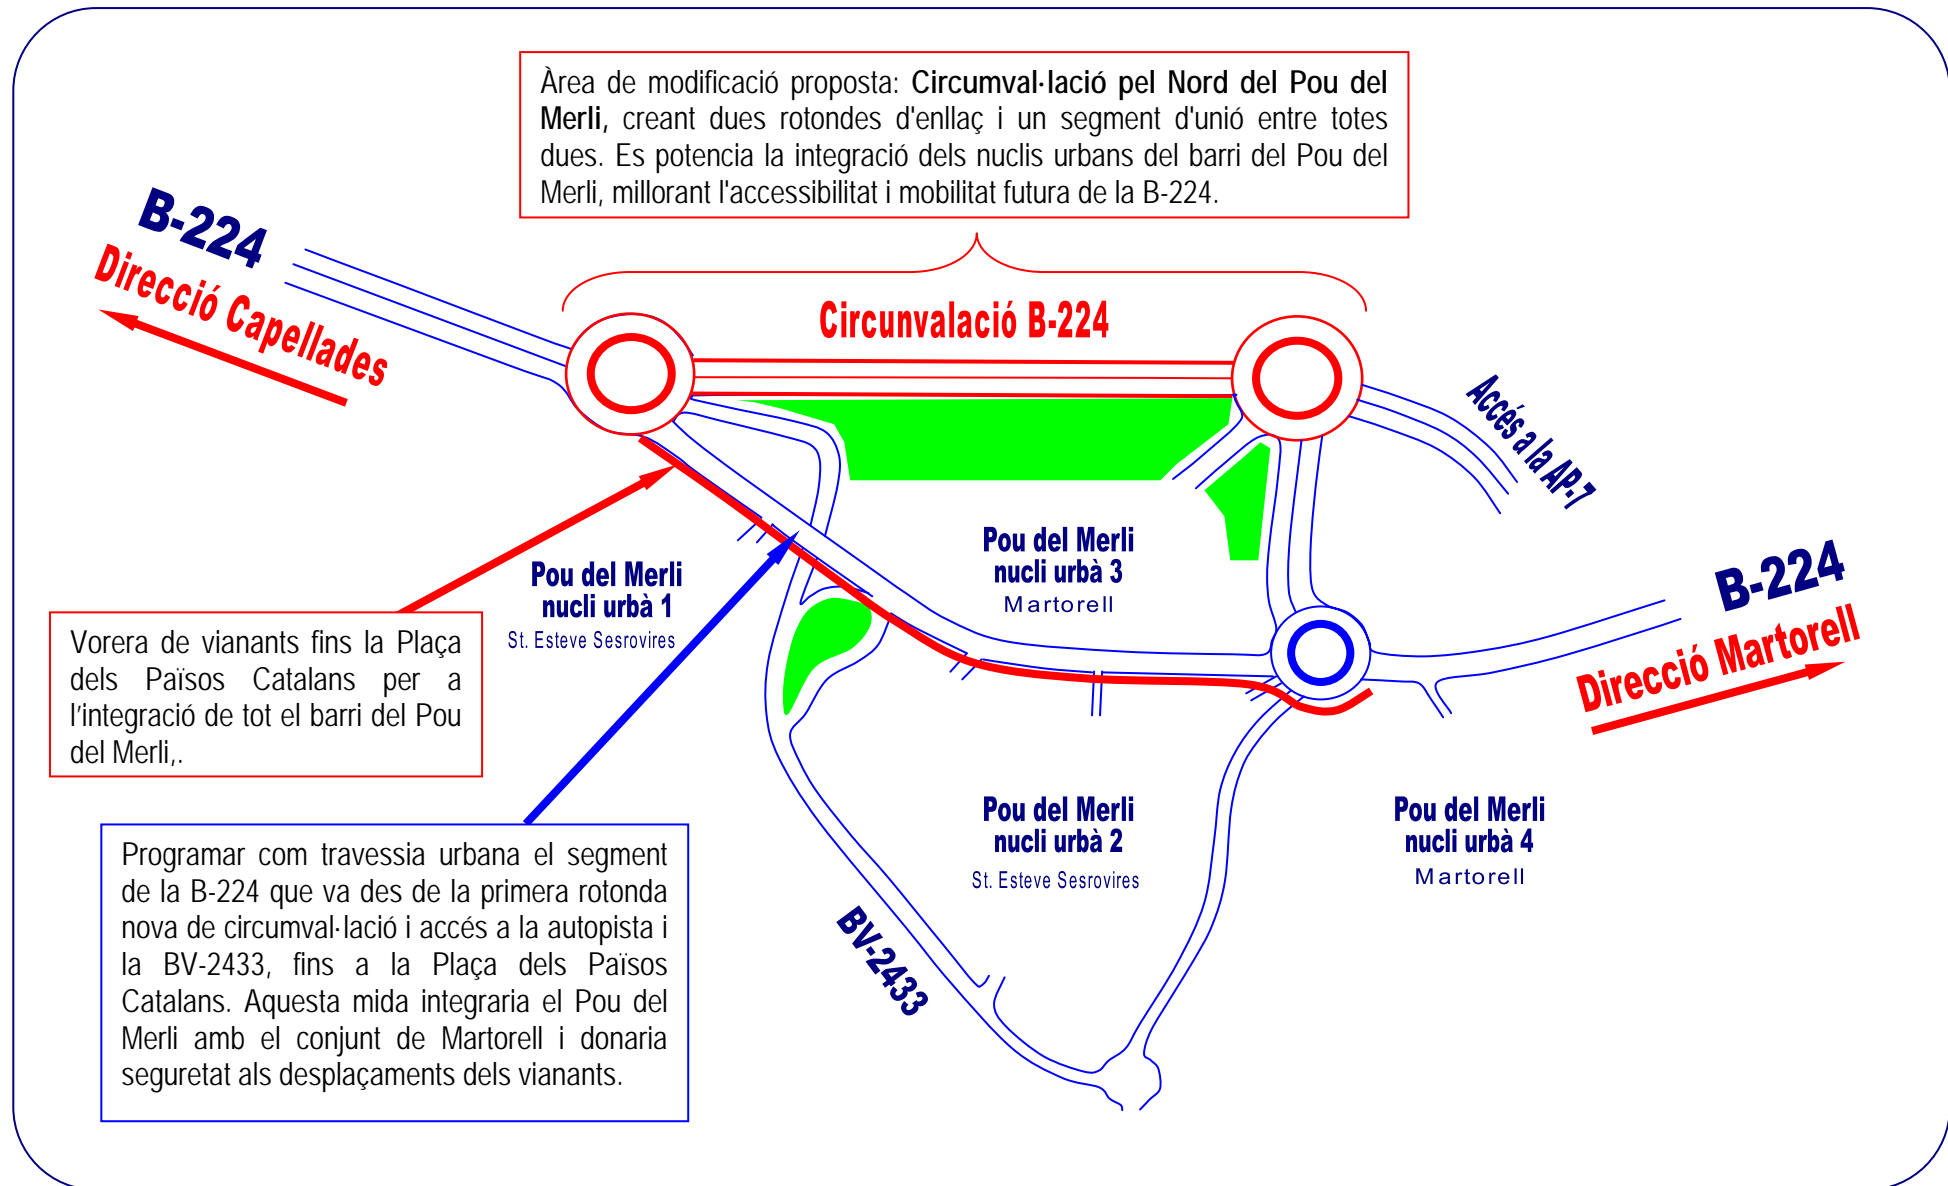 Àrea de modificació proposta: Circumval·lació pel Nord del Pou del
Merli, creant dues rotondes d'enllaç i un segment d'unió entre totes
dues. Es potencia la integració dels nuclis urbans del barri del Pou del
Merli, millorant l'accessibilitat i mobilitat futura de la B-224.
B-224
Direcció Capellades
Circunvalació B-224
Accés a la AP-7
Pou del Merli
nucli urbà 3
Martorell
Pou del Merli
nucli urbà 1
St. Esteve Sesrovires
B-224
Direcció Martorell
Vorera de vianants fins la Plaça
dels Països Catalans per a
l'integració de tot el barri del Pou
del Merli,.
Pou del Merli
nucli urbà 2
St. Esteve Sesrovires
Pou del Merli
nucli urbà 4
Martorell
Programar com travessia urbana el segment
de la B-224 que va des de la primera rotonda
nova de circumval·lació i accés a la autopista i
la BV-2433, fins a la Plaça dels Països
Catalans. Aquesta mida integraria el Pou del
Merli amb el conjunt de Martorell i donaria
seguretat als desplaçaments dels vianants.
BV-2433